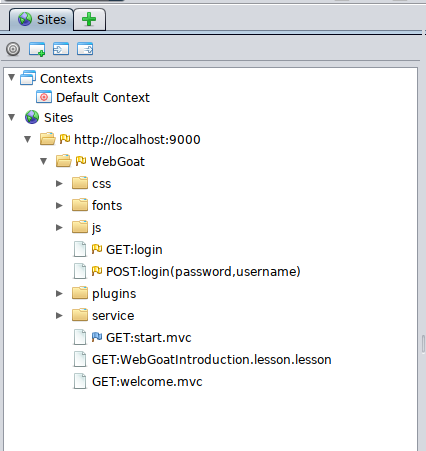 Sites
Contexts
Default Context
Sites
http://localhost:9000
WebGoat
css
fonts
js
GET:login
POST:login(password,username)
plugins
service
GET:start.mvc
GET:WebGoatIntroduction.lesson.lesson
GET:welcome.mvc